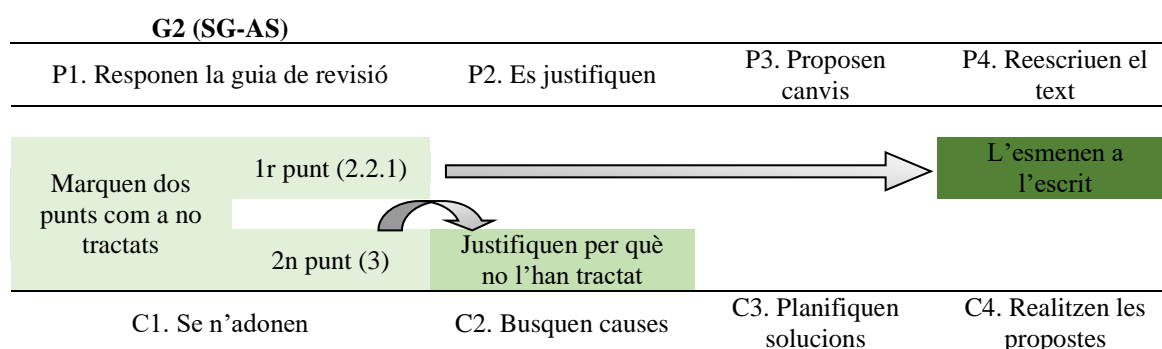 G2 (SG-AS)
P1. Responen la guia de revisió
P2. Es justifiquen
P3. Proposen
canvis
P4. Reescriuen el
text
Marquen dos
punts com a no
tractats
1r punt (2.2.1)
L’esmenen a
l’escrit
2n punt (3)
Justifiquen per què
no l’han tractat
C1. Se n’adonen
C2. Busquen causes
C3. Planifiquen
solucions
C4. Realitzen les
propostes